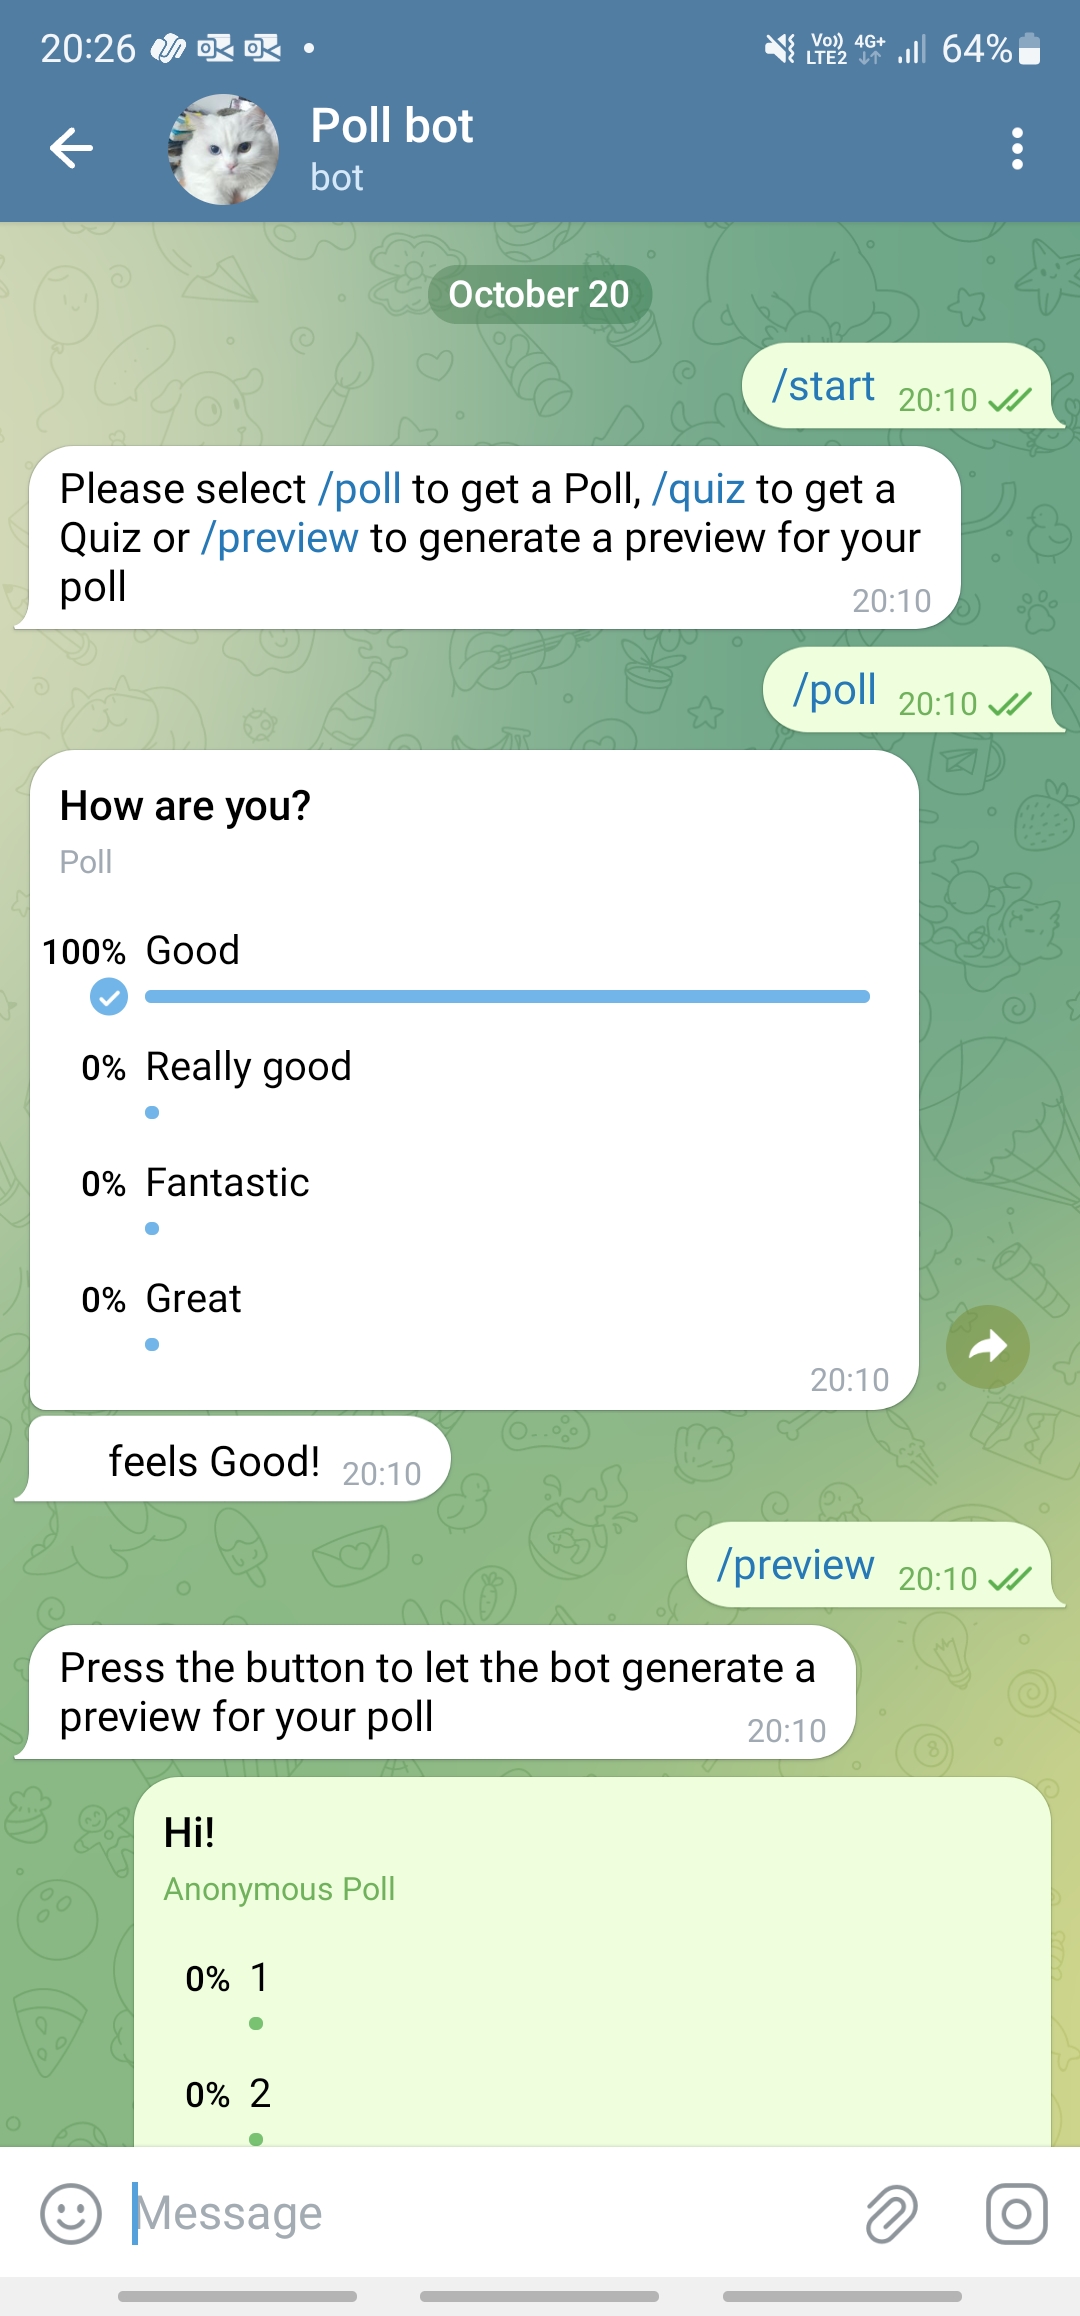 20:26
Vo)) 4G+ 64%
LTE2
Poll bot
bot
October 20
/start 20:10
Please select /poll to get a Poll, /quiz to get a
Quiz or /preview to generate a preview for your
poll
20:10
/poll 20:10
How are you?
Poll
100% Good
0% Really good
0% Fantastic
0% Great
20:10
feels Good! 20:10
/preview 20:10
Press the button to let the bot generate a
preview for your poll
20:10
Hi!
Anonymous Poll
0% 1
0% 2
Message